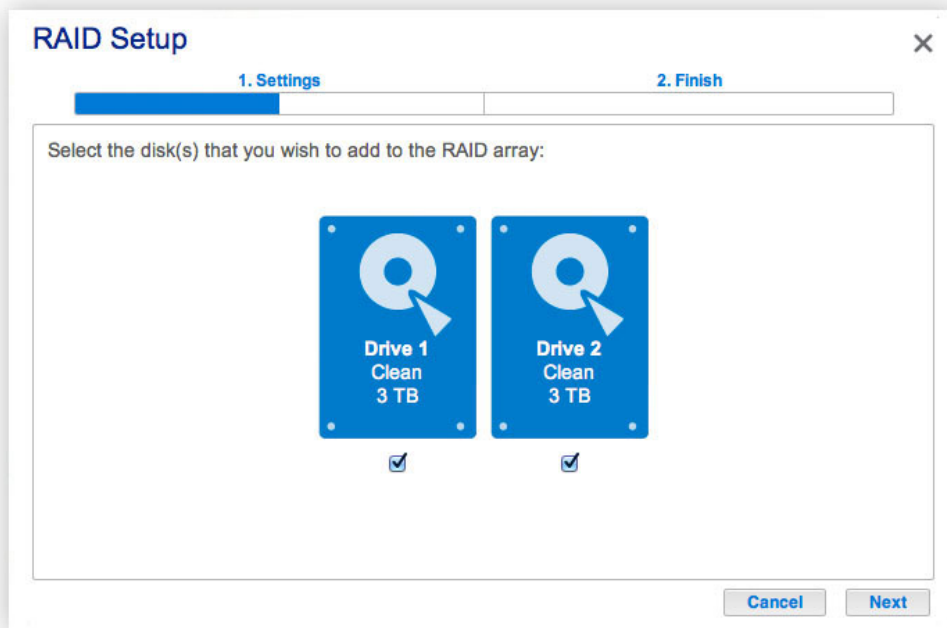 RAID Setup
1. Settings
2. Finish
Select the disk(s) that you wish to add to the RAID array:
Drive 1
Clean
3 TB
Drive 2
Clean
3 TB
Cancel
Next